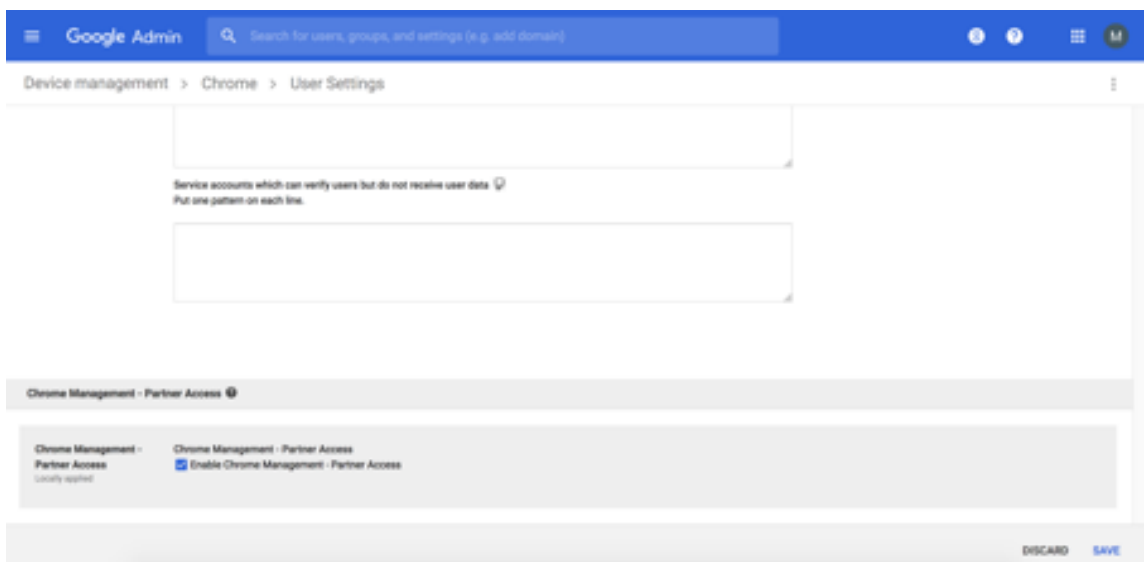 Google Admin
Search for users, groups, and settings (e.g. add domain)
M
Device management > Chrome > User Settings
Service accounts which can verify users but do not receive user data
Put one pattern on each line.
Chrome Management - Partner Access
Chrome Management - Partner Access
Locally applied
Chrome Management - Partner Access
Enable Chrome Management - Partner Access
DISCARD SAVE